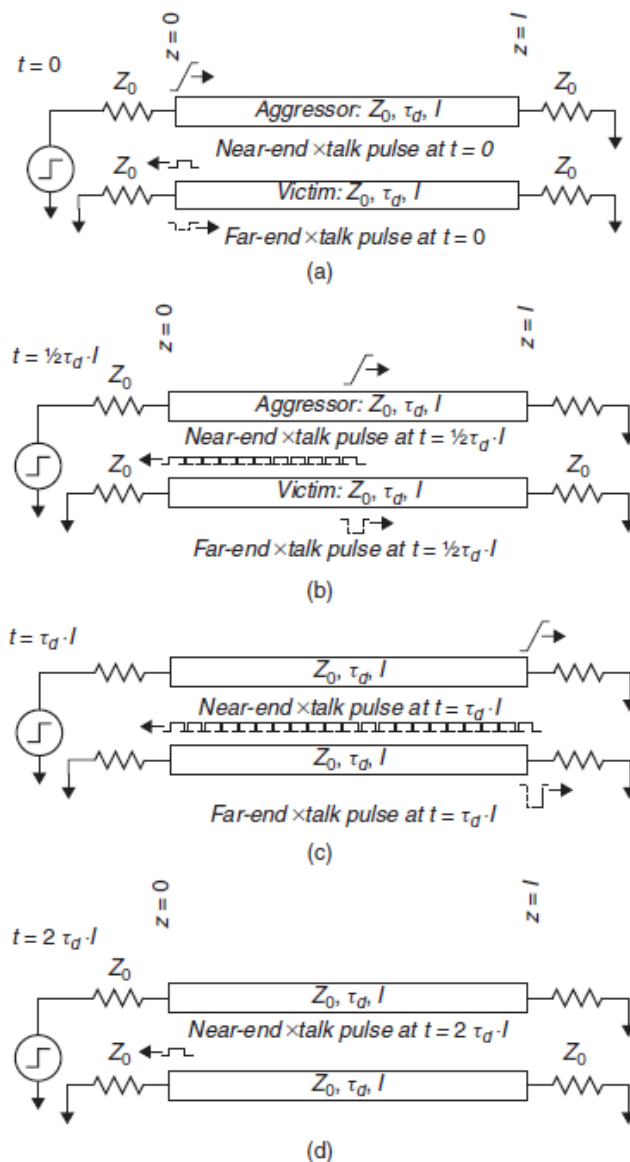 z = 0
z = l
t = 0
Z0
Z0
Aggressor: Z0, τd, l
Near-end ×talk pulse at t = 0
Z0
Z0
Victim: Z0, τd, l
Far-end ×talk pulse at t = 0
(a)
z = 0
z = l
t = ½τd·l
Z0
Aggressor: Z0, τd, l
Near-end ×talk pulse at t = ½τd·l
Z0
Z0
Victim: Z0, τd, l
Far-end ×talk pulse at t = ½τd·l
(b)
t = τd·l
Z0, τd, l
Near-end ×talk pulse at t = τd·l
Z0, τd, l
Far-end ×talk pulse at t = τd·l
(c)
z = 0
z = l
t = 2 τd·l
Z0
Z0, τd, l
Near-end ×talk pulse at t = 2 τd·l
Z0
Z0
Z0, τd, l
(d)